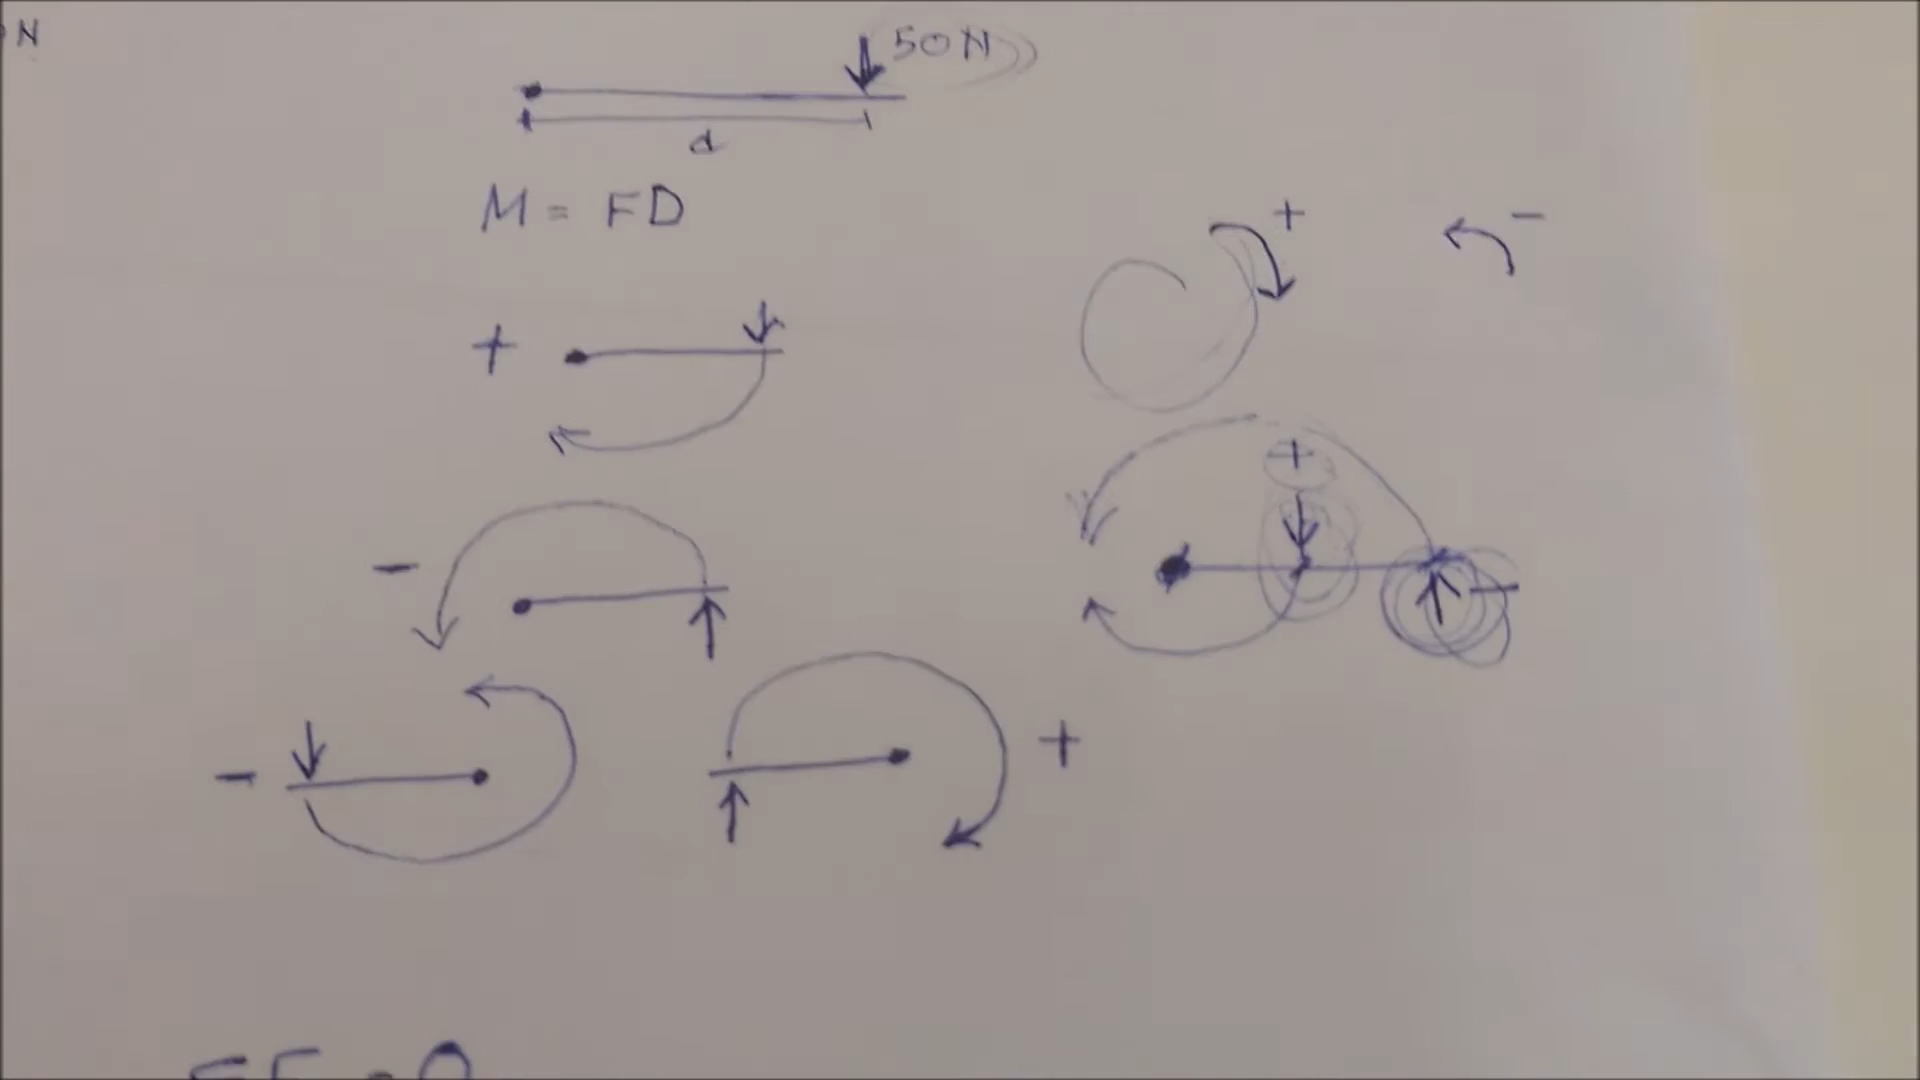 N
50N
d
M = FD
+
-
+
+
-
-
-
+